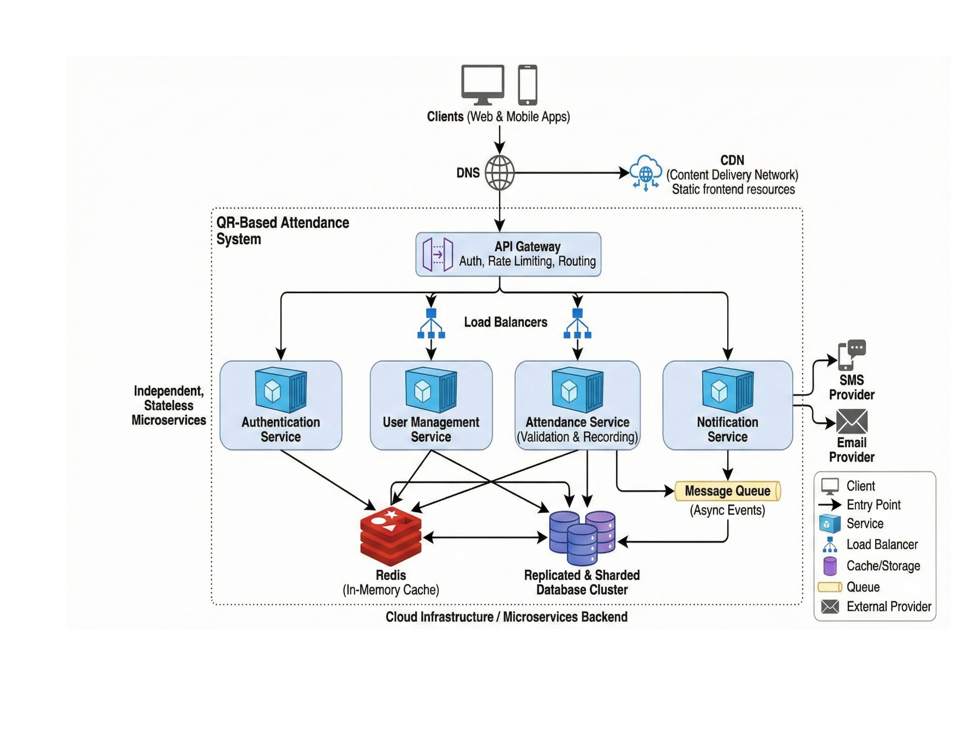 Clients (Web & Mobile Apps)
DNS
CDN
(Content Delivery Network)
Static frontend resources
QR-Based Attendance
System
API Gateway
Auth, Rate Limiting, Routing
Load Balancers
Independent,
Stateless
Microservices
Authentication
Service
User Management
Service
Attendance Service
(Validation & Recording)
Notification
Service
SMS
Provider
Email
Provider
Message Queue
(Async Events)
Redis
(In-Memory Cache)
Replicated & Sharded
Database Cluster
Cloud Infrastructure / Microservices Backend
Client
Entry Point
Service
Load Balancer
Cache/Storage
Queue
External Provider